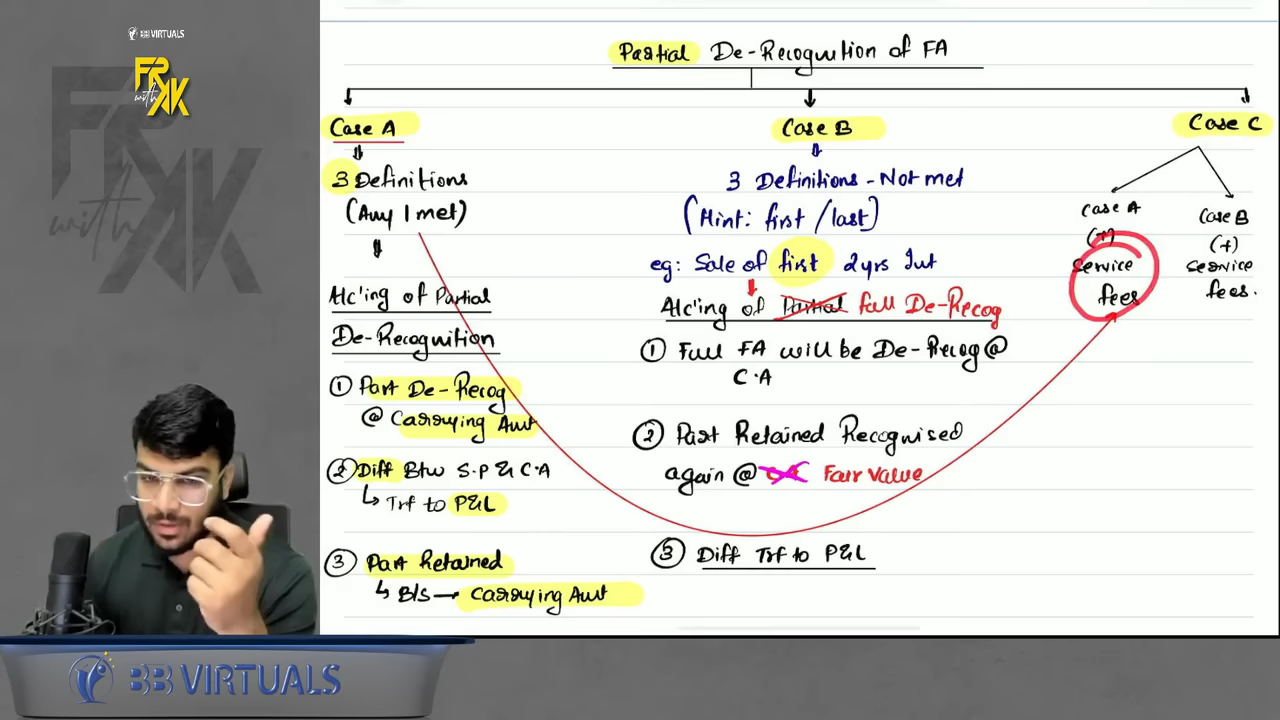 BB VIRTUALS
FR
with
AK
FR
with
AK
Partial De-Recognition of FA
Case A
3 Definitions
(Any 1 met)
A/c'ing of Partial
De-Recognition
① Part De-Recog
@ Carrying Amt
② Diff Btw S.P & C.A
↳ Trf to P&L
③ Part Retained
↳ B/S → Carrying Amt
Case B
3 Definitions - Not met
(Hint: first / last)
eg: Sale of first 2yrs Int
A/c'ing of Partial full De-Recog
① Full FA will be De-Recog @
C.A
② Part Retained Recognised
again @ C.A Fair Value
③ Diff Trf to P&L
Case C
Case A
(+)
Service
fees
Case B
(+)
Service
fees.
BB VIRTUALS